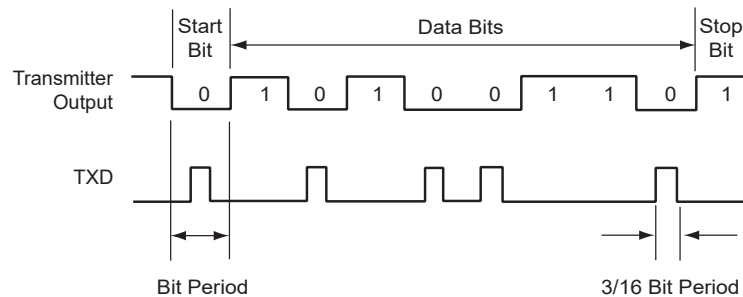 Start
Bit
Data Bits
Stop
Bit
Transmitter
Output
0 1 0 1 0 0 1 1 0 1
TXD
Bit Period
3/16 Bit Period